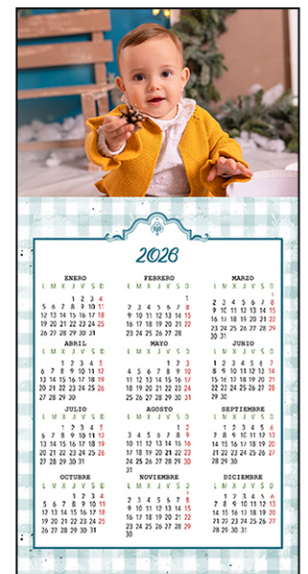 2026
ENERO
L M X J V S D
1 2 3 4
5 6 7 8 9 10 11
12 13 14 15 16 17 18
19 20 21 22 23 24 25
26 27 28 29 30 31
FEBRERO
L M X J V S D
1
2 3 4 5 6 7 8
9 10 11 12 13 14 15
16 17 18 19 20 21 22
23 24 25 26 27 28
MARZO
L M X J V S D
1
2 3 4 5 6 7 8
9 10 11 12 13 14 15
16 17 18 19 20 21 22
23 24 25 26 27 28 29
30 31
ABRIL
L M X J V S D
1 2 3 4 5
6 7 8 9 10 11 12
13 14 15 16 17 18 19
20 21 22 23 24 25 26
27 28 29 30
MAYO
L M X J V S D
1 2 3
4 5 6 7 8 9 10
11 12 13 14 15 16 17
18 19 20 21 22 23 24
25 26 27 28 29 30 31
JUNIO
L M X J V S D
1 2 3 4 5 6 7
8 9 10 11 12 13 14
15 16 17 18 19 20 21
22 23 24 25 26 27 28
29 30
JULIO
L M X J V S D
1 2 3 4 5
6 7 8 9 10 11 12
13 14 15 16 17 18 19
20 21 22 23 24 25 26
27 28 29 30 31
AGOSTO
L M X J V S D
1 2
3 4 5 6 7 8 9
10 11 12 13 14 15 16
17 18 19 20 21 22 23
24 25 26 27 28 29 30
31
SEPTIEMBRE
L M X J V S D
1 2 3 4 5 6
7 8 9 10 11 12 13
14 15 16 17 18 19 20
21 22 23 24 25 26 27
28 29 30
OCTUBRE
L M X J V S D
1 2 3 4
5 6 7 8 9 10 11
12 13 14 15 16 17 18
19 20 21 22 23 24 25
26 27 28 29 30 31
NOVIEMBRE
L M X J V S D
1
2 3 4 5 6 7 8
9 10 11 12 13 14 15
16 17 18 19 20 21 22
23 24 25 26 27 28 29
30
DICIEMBRE
L M X J V S D
1 2 3 4 5 6
7 8 9 10 11 12 13
14 15 16 17 18 19 20
21 22 23 24 25 26 27
28 29 30 31